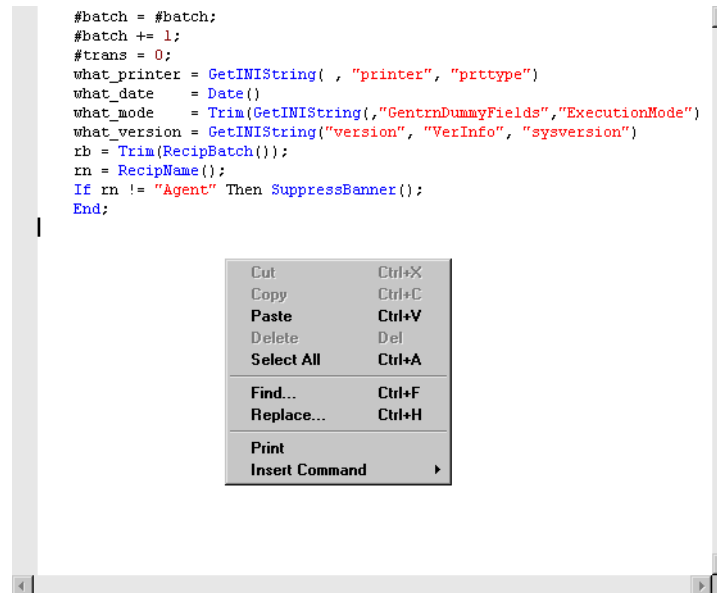 #batch = #batch;
#batch += 1;
#trans = 0;
what_printer = GetINIString( , "printer", "prttype")
what_date    = Date()
what_mode    = Trim(GetINIString(,"GentrnDummyFields","ExecutionMode")
what_version = GetINIString("version", "VerInfo", "sysversion")
rb = Trim(RecipBatch());
rn = RecipName();
If rn != "Agent" Then SuppressBanner();
End;
Cut Ctrl+X
Copy Ctrl+C
Paste Ctrl+V
Delete Del
Select All Ctrl+A
Find... Ctrl+F
Replace... Ctrl+H
Print
Insert Command